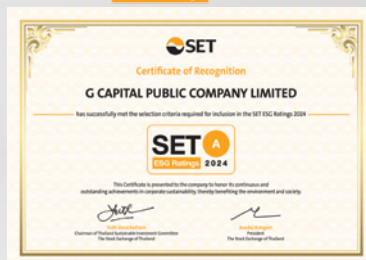 SET
Certificate of Recognition
G CAPITAL PUBLIC COMPANY LIMITED
has successfully met the selection criteria required for inclusion in the SET ESG Ratings 2024
SET A
ESG Ratings 2024
This Certificate is presented to the company to honor its continuous and
outstanding achievements in corporate sustainability, thereby benefiting the environment and society.
Chairman of Thailand Sustainable Investment Committee
The Stock Exchange of Thailand
President
The Stock Exchange of Thailand